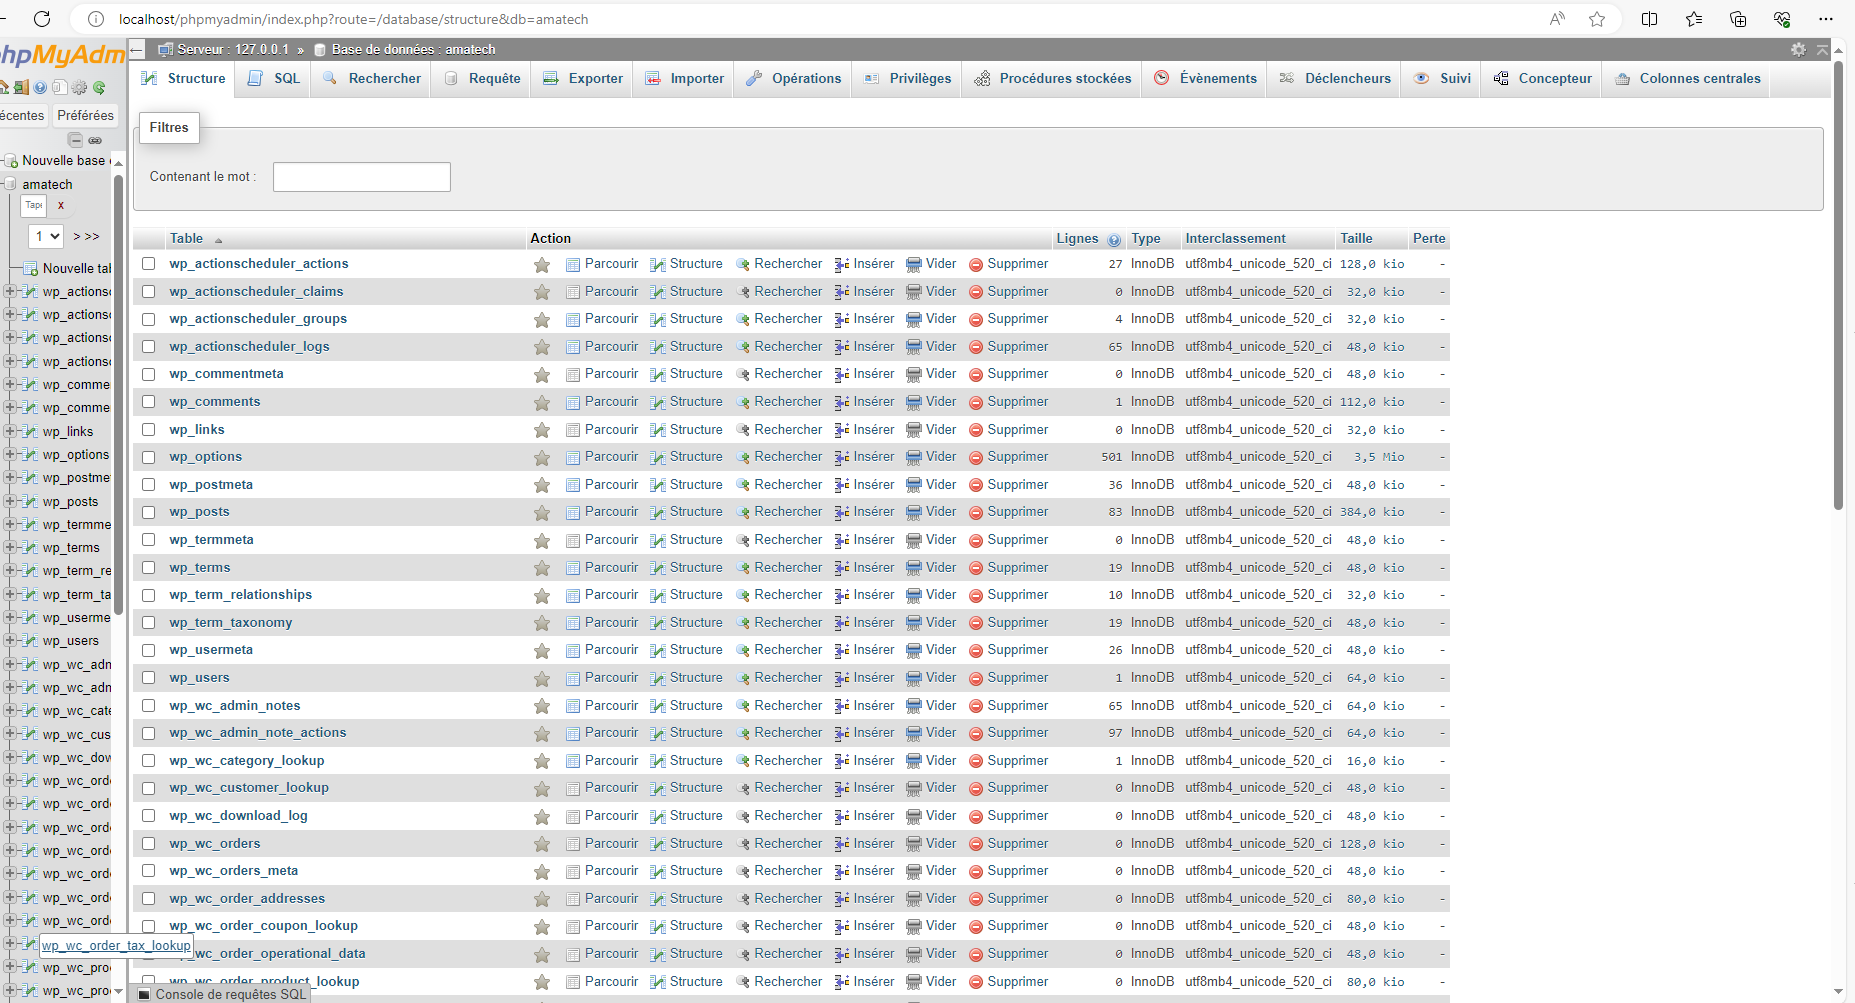 localhost/phpmyadmin/index.php?route=/database/structure&db=amatech
hpMyAdm
Serveur : 127.0.0.1 » Base de données : amatech
Structure SQL Rechercher Requête Exporter Importer Opérations Privilèges Procédures stockées Évènements Déclencheurs Suivi Concepteur Colonnes centrales
écentes Préférées
Nouvelle base
amatech
Tape x
1 > >>
Nouvelle tal
wp_actionsc
wp_actionsc
wp_actionsc
wp_actionsc
wp_comme
wp_comme
wp_links
wp_options
wp_postme
wp_posts
wp_termme
wp_terms
wp_term_re
wp_term_ta
wp_userme
wp_users
wp_wc_adn
wp_wc_adn
wp_wc_cate
wp_wc_cus
wp_wc_dow
wp_wc_orde
wp_wc_orde
wp_wc_orde
wp_wc_orde
wp_wc_orde
wp_wc_orde
wp_wc_orde
wp_wc_order_tax_lookup
wp_wc_proc
wp_wc_proc
Filtres
Contenant le mot :
Table Action Lignes Type Interclassement Taille Perte
wp_actionscheduler_actions Parcourir Structure Rechercher Insérer Vider Supprimer 27 InnoDB utf8mb4_unicode_520_ci 128,0 kio -
wp_actionscheduler_claims Parcourir Structure Rechercher Insérer Vider Supprimer 0 InnoDB utf8mb4_unicode_520_ci 32,0 kio -
wp_actionscheduler_groups Parcourir Structure Rechercher Insérer Vider Supprimer 4 InnoDB utf8mb4_unicode_520_ci 32,0 kio -
wp_actionscheduler_logs Parcourir Structure Rechercher Insérer Vider Supprimer 65 InnoDB utf8mb4_unicode_520_ci 48,0 kio -
wp_commentmeta Parcourir Structure Rechercher Insérer Vider Supprimer 0 InnoDB utf8mb4_unicode_520_ci 48,0 kio -
wp_comments Parcourir Structure Rechercher Insérer Vider Supprimer 1 InnoDB utf8mb4_unicode_520_ci 112,0 kio -
wp_links Parcourir Structure Rechercher Insérer Vider Supprimer 0 InnoDB utf8mb4_unicode_520_ci 32,0 kio -
wp_options Parcourir Structure Rechercher Insérer Vider Supprimer 501 InnoDB utf8mb4_unicode_520_ci 3,5 Mio -
wp_postmeta Parcourir Structure Rechercher Insérer Vider Supprimer 36 InnoDB utf8mb4_unicode_520_ci 48,0 kio -
wp_posts Parcourir Structure Rechercher Insérer Vider Supprimer 83 InnoDB utf8mb4_unicode_520_ci 384,0 kio -
wp_termmeta Parcourir Structure Rechercher Insérer Vider Supprimer 0 InnoDB utf8mb4_unicode_520_ci 48,0 kio -
wp_terms Parcourir Structure Rechercher Insérer Vider Supprimer 19 InnoDB utf8mb4_unicode_520_ci 48,0 kio -
wp_term_relationships Parcourir Structure Rechercher Insérer Vider Supprimer 10 InnoDB utf8mb4_unicode_520_ci 32,0 kio -
wp_term_taxonomy Parcourir Structure Rechercher Insérer Vider Supprimer 19 InnoDB utf8mb4_unicode_520_ci 48,0 kio -
wp_usermeta Parcourir Structure Rechercher Insérer Vider Supprimer 26 InnoDB utf8mb4_unicode_520_ci 48,0 kio -
wp_users Parcourir Structure Rechercher Insérer Vider Supprimer 1 InnoDB utf8mb4_unicode_520_ci 64,0 kio -
wp_wc_admin_notes Parcourir Structure Rechercher Insérer Vider Supprimer 65 InnoDB utf8mb4_unicode_520_ci 64,0 kio -
wp_wc_admin_note_actions Parcourir Structure Rechercher Insérer Vider Supprimer 97 InnoDB utf8mb4_unicode_520_ci 64,0 kio -
wp_wc_category_lookup Parcourir Structure Rechercher Insérer Vider Supprimer 1 InnoDB utf8mb4_unicode_520_ci 16,0 kio -
wp_wc_customer_lookup Parcourir Structure Rechercher Insérer Vider Supprimer 0 InnoDB utf8mb4_unicode_520_ci 48,0 kio -
wp_wc_download_log Parcourir Structure Rechercher Insérer Vider Supprimer 0 InnoDB utf8mb4_unicode_520_ci 48,0 kio -
wp_wc_orders Parcourir Structure Rechercher Insérer Vider Supprimer 0 InnoDB utf8mb4_unicode_520_ci 128,0 kio -
wp_wc_orders_meta Parcourir Structure Rechercher Insérer Vider Supprimer 0 InnoDB utf8mb4_unicode_520_ci 48,0 kio -
wp_wc_order_addresses Parcourir Structure Rechercher Insérer Vider Supprimer 0 InnoDB utf8mb4_unicode_520_ci 80,0 kio -
wp_wc_order_coupon_lookup Parcourir Structure Rechercher Insérer Vider Supprimer 0 InnoDB utf8mb4_unicode_520_ci 48,0 kio -
wc_order_operational_data Parcourir Structure Rechercher Insérer Vider Supprimer 0 InnoDB utf8mb4_unicode_520_ci 48,0 kio -
wp_wc_order_product_lookup Parcourir Structure Rechercher Insérer Vider Supprimer 0 InnoDB utf8mb4_unicode_520_ci 80,0 kio -
Console de requêtes SQL